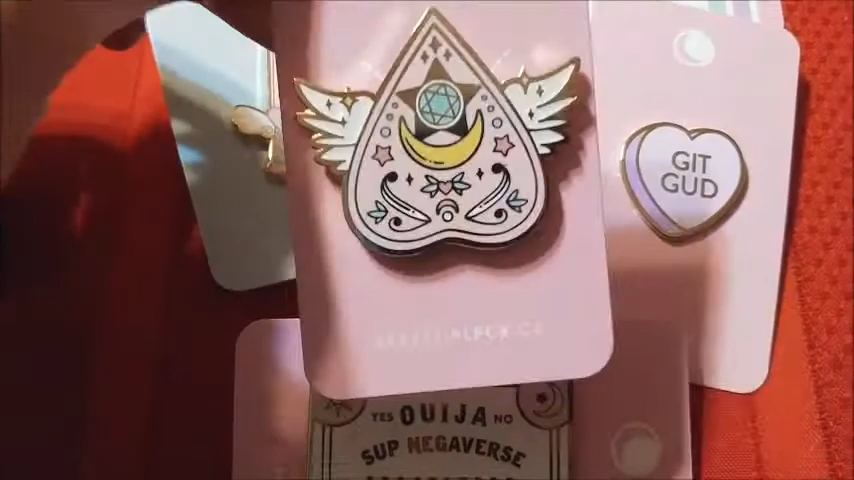 GIT
GUD
YES OUIJA NO
SUP NEGAVERSE